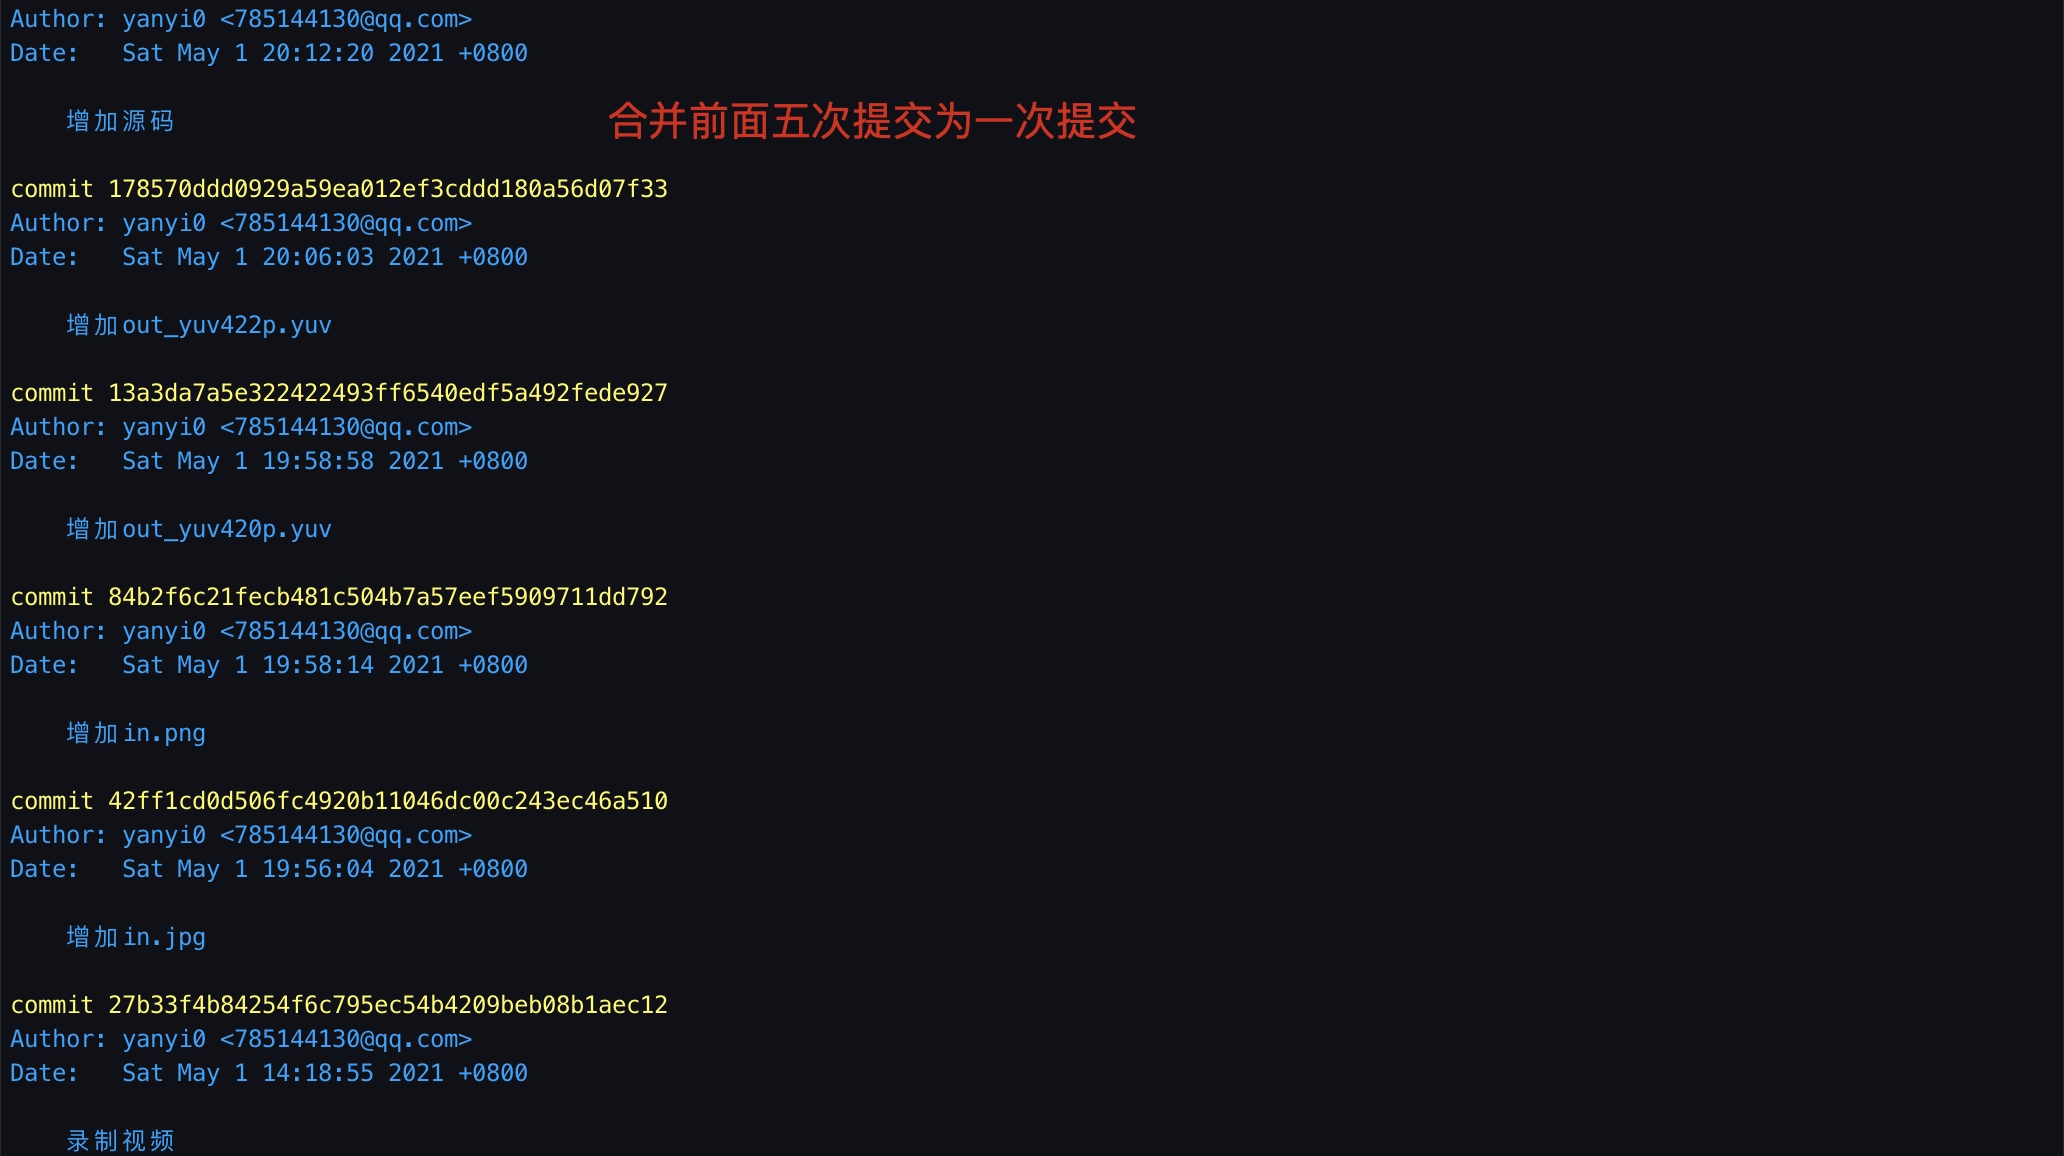 Author: yanyi0 <785144130@qq.com>
Date:   Sat May 1 20:12:20 2021 +0800
增加源码
合并前面五次提交为一次提交
commit 178570ddd0929a59ea012ef3cddd180a56d07f33
Author: yanyi0 <785144130@qq.com>
Date:   Sat May 1 20:06:03 2021 +0800
增加out_yuv422p.yuv
commit 13a3da7a5e322422493ff6540edf5a492fede927
Author: yanyi0 <785144130@qq.com>
Date:   Sat May 1 19:58:58 2021 +0800
增加out_yuv420p.yuv
commit 84b2f6c21fecb481c504b7a57eef5909711dd792
Author: yanyi0 <785144130@qq.com>
Date:   Sat May 1 19:58:14 2021 +0800
增加in.png
commit 42ff1cd0d506fc4920b11046dc00c243ec46a510
Author: yanyi0 <785144130@qq.com>
Date:   Sat May 1 19:56:04 2021 +0800
增加in.jpg
commit 27b33f4b84254f6c795ec54b4209beb08b1aec12
Author: yanyi0 <785144130@qq.com>
Date:   Sat May 1 14:18:55 2021 +0800
录制视频